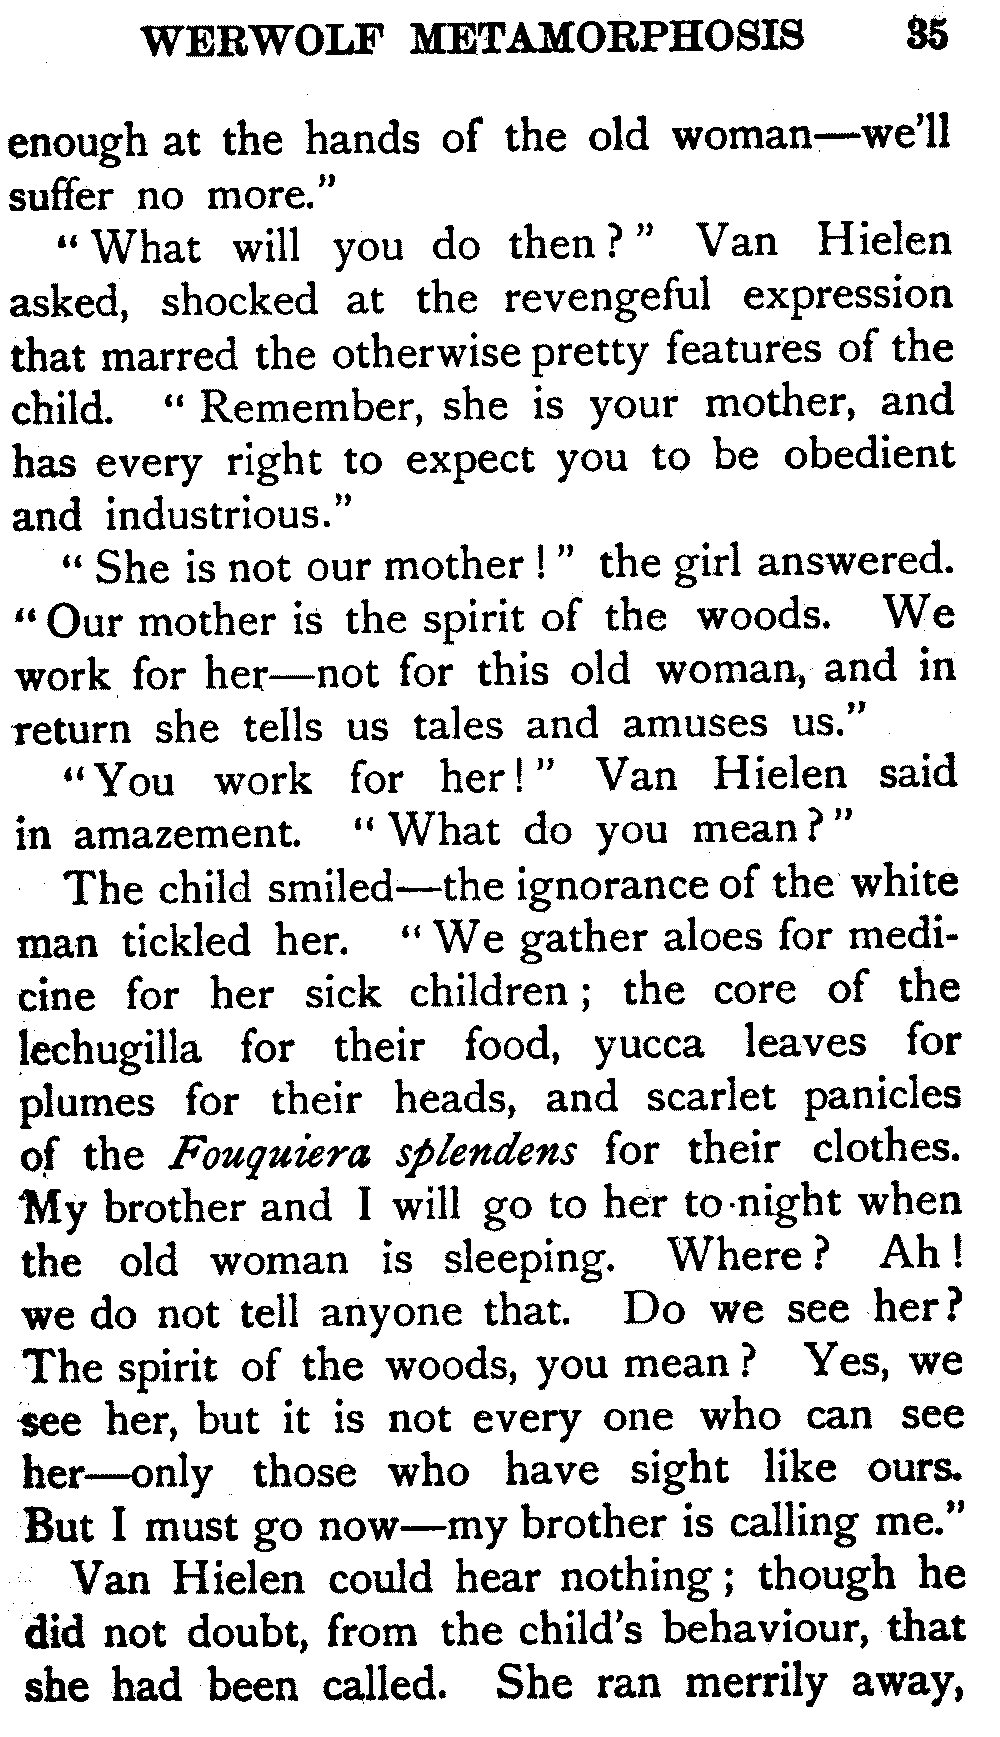 WERWOLF METAMORPHOSIS 35
enough at the hands of the old woman—we'll
suffer no more."
"What will you do then?" Van Hielen
asked, shocked at the revengeful expression
that marred the otherwise pretty features of the
child. "Remember, she is your mother, and
has every right to expect you to be obedient
and industrious."
"She is not our mother!" the girl answered.
"Our mother is the spirit of the woods. We
work for her—not for this old woman, and in
return she tells us tales and amuses us."
"You work for her!" Van Hielen said
in amazement. "What do you mean?"
The child smiled—the ignorance of the white
man tickled her. "We gather aloes for medi-
cine for her sick children; the core of the
lechugilla for their food, yucca leaves for
plumes for their heads, and scarlet panicles
of the Fouquiera splendens for their clothes.
My brother and I will go to her to-night when
the old woman is sleeping. Where? Ah!
we do not tell anyone that. Do we see her?
The spirit of the woods, you mean? Yes, we
see her, but it is not every one who can see
her—only those who have sight like ours.
But I must go now—my brother is calling me."
Van Hielen could hear nothing; though he
did not doubt, from the child's behaviour, that
she had been called. She ran merrily away,